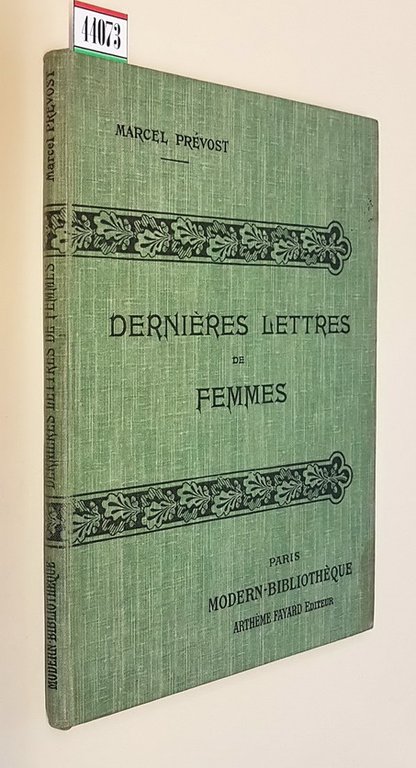 44073
MARCEL PRÉVOST
DERNIÈRES LETTRES
DE
FEMMES
PARIS
MODERN-BIBLIOTHÈQUE
ARTHÈME FAYARD EDITEUR
Marcel PRÉVOST
DERNIÈRES LETTRES DE FEMMES
MODERN-BIBLIOTHÈQUE